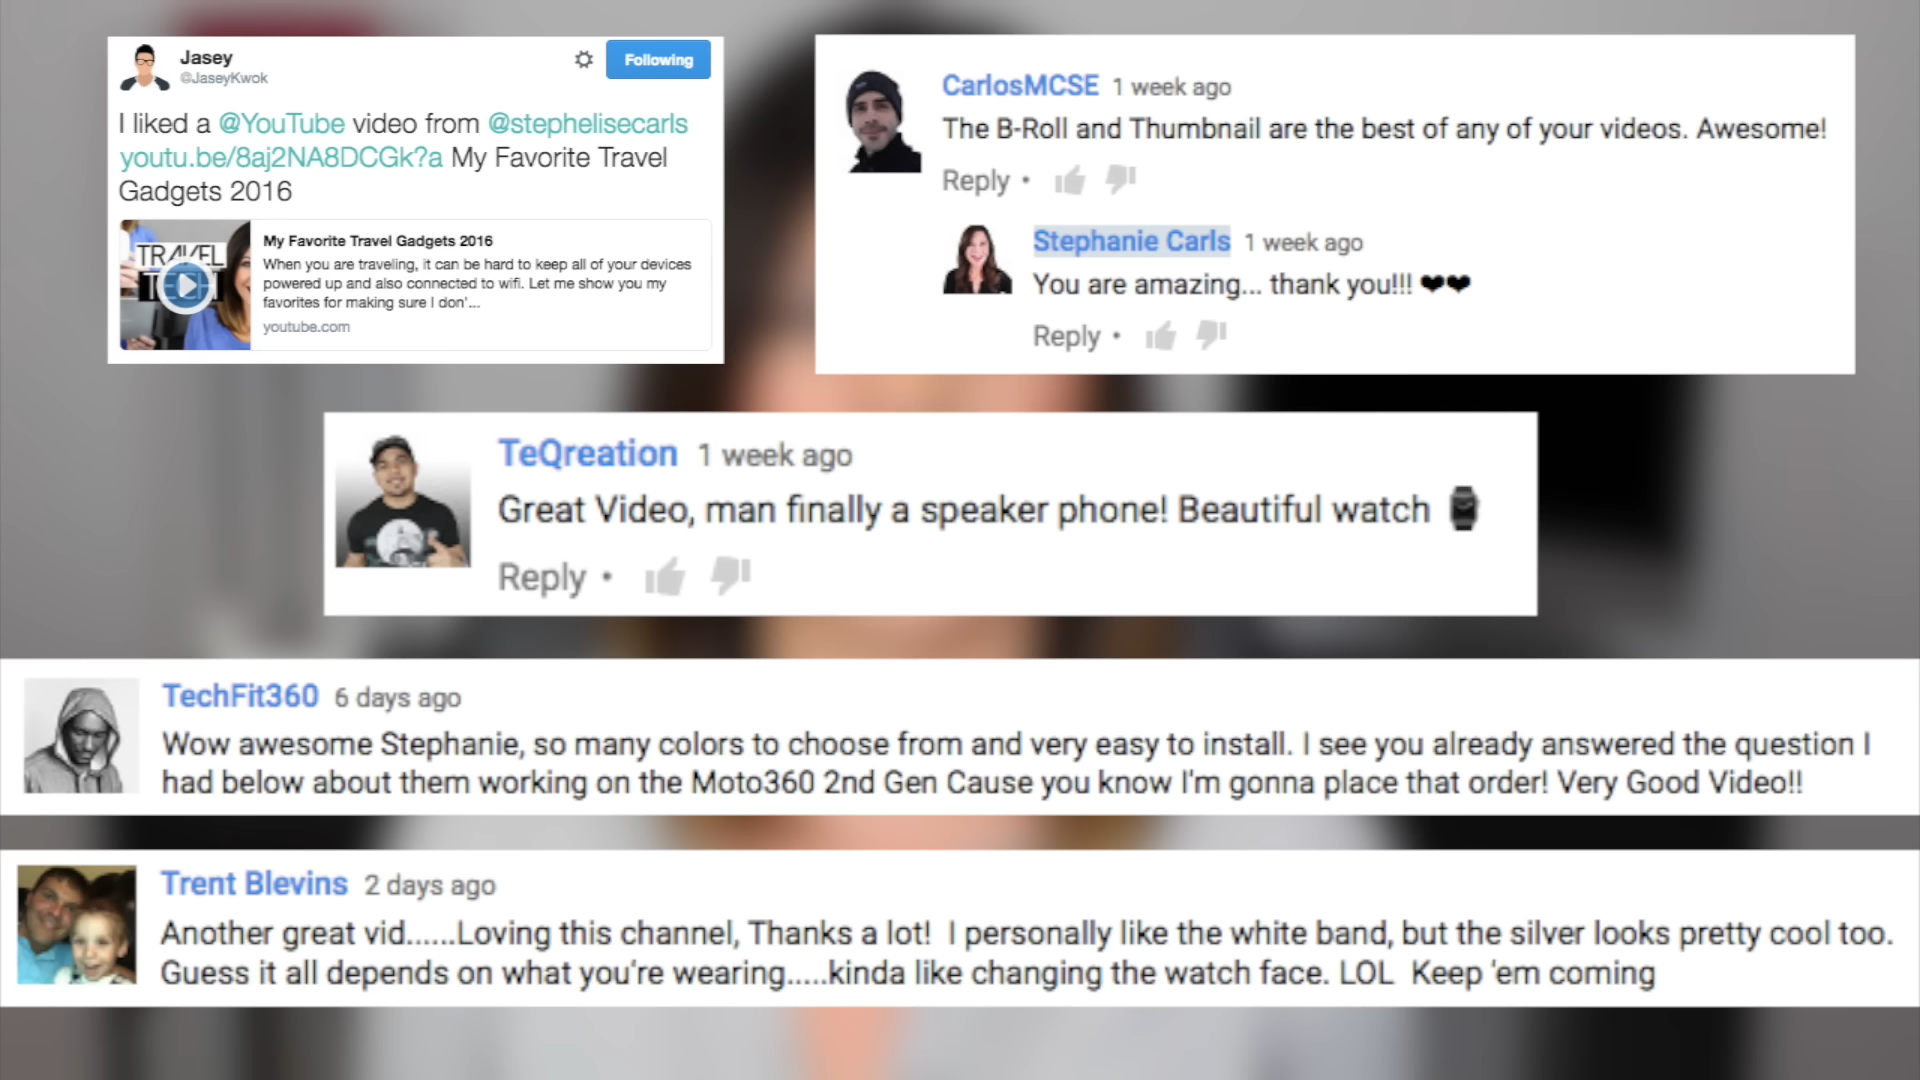 Jasey
@JaseyKwok
Following
I liked a @YouTube video from @stephelisecarls
youtu.be/8aj2NA8DCGk?a My Favorite Travel
Gadgets 2016
TRAVEL
TECH
My Favorite Travel Gadgets 2016
When you are traveling, it can be hard to keep all of your devices
powered up and also connected to wifi. Let me show you my
favorites for making sure I don'...
youtube.com
CarlosMCSE 1 week ago
The B-Roll and Thumbnail are the best of any of your videos. Awesome!
Reply •
Stephanie Carls 1 week ago
You are amazing... thank you!!! ❤❤
Reply •
TeQreation 1 week ago
Great Video, man finally a speaker phone! Beautiful watch ⌚
Reply •
TechFit360 6 days ago
Wow awesome Stephanie, so many colors to choose from and very easy to install. I see you already answered the question I
had below about them working on the Moto360 2nd Gen Cause you know I'm gonna place that order! Very Good Video!!
Trent Blevins 2 days ago
Another great vid......Loving this channel, Thanks a lot!  I personally like the white band, but the silver looks pretty cool too.
Guess it all depends on what you're wearing.....kinda like changing the watch face. LOL  Keep 'em coming